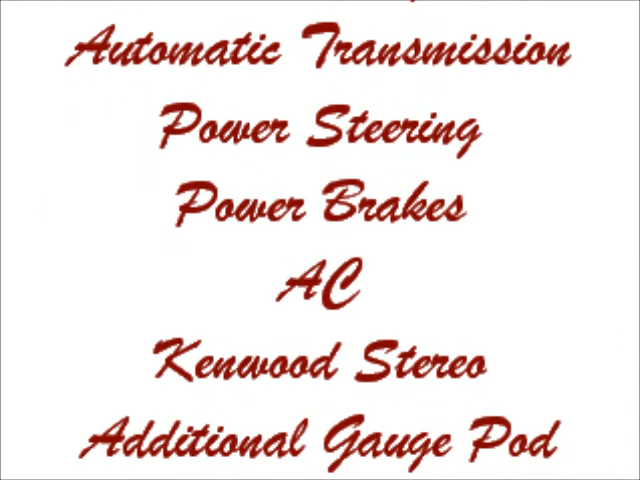 Automatic Transmission
Power Steering
Power Brakes
AC
Kenwood Stereo
Additional Gauge Pod